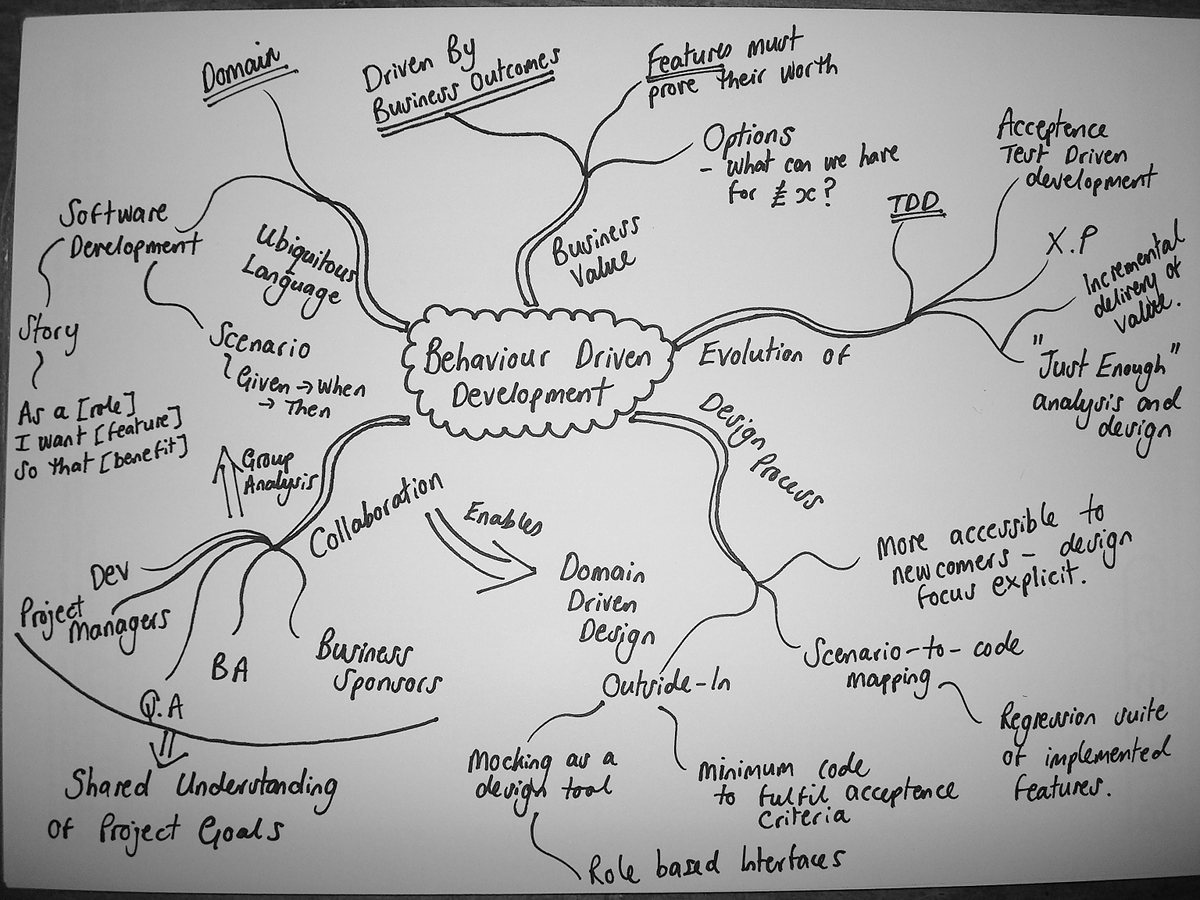 Behaviour Driven
Development
Ubiquitous
Language
Domain
Software
Development
Story
As a [role]
I want [feature]
So that [benefit]
Scenario
Given → When
→ Then
Business
Value
Driven By
Business Outcomes
Features must
prove their worth
Options
- What can we have
for £ x?
Evolution of
TDD
Acceptence
Test Driven
development
X.P
Incremental
delivery of
value.
"Just Enough"
analysis and
design
Design Process
More accessible to
newcomers - design
focus explicit.
Scenario-to-code
mapping
Regression suite
of implemented
features.
Outside-In
Mocking as a
design tool
Role based Interfaces
Minimum code
to fulfil acceptence
criteria
Collaboration
Enables
Domain
Driven
Design
Group
Analysis
Dev
Project
Managers
Q.A
BA
Business
Sponsors
Shared Understanding
of Project Goals